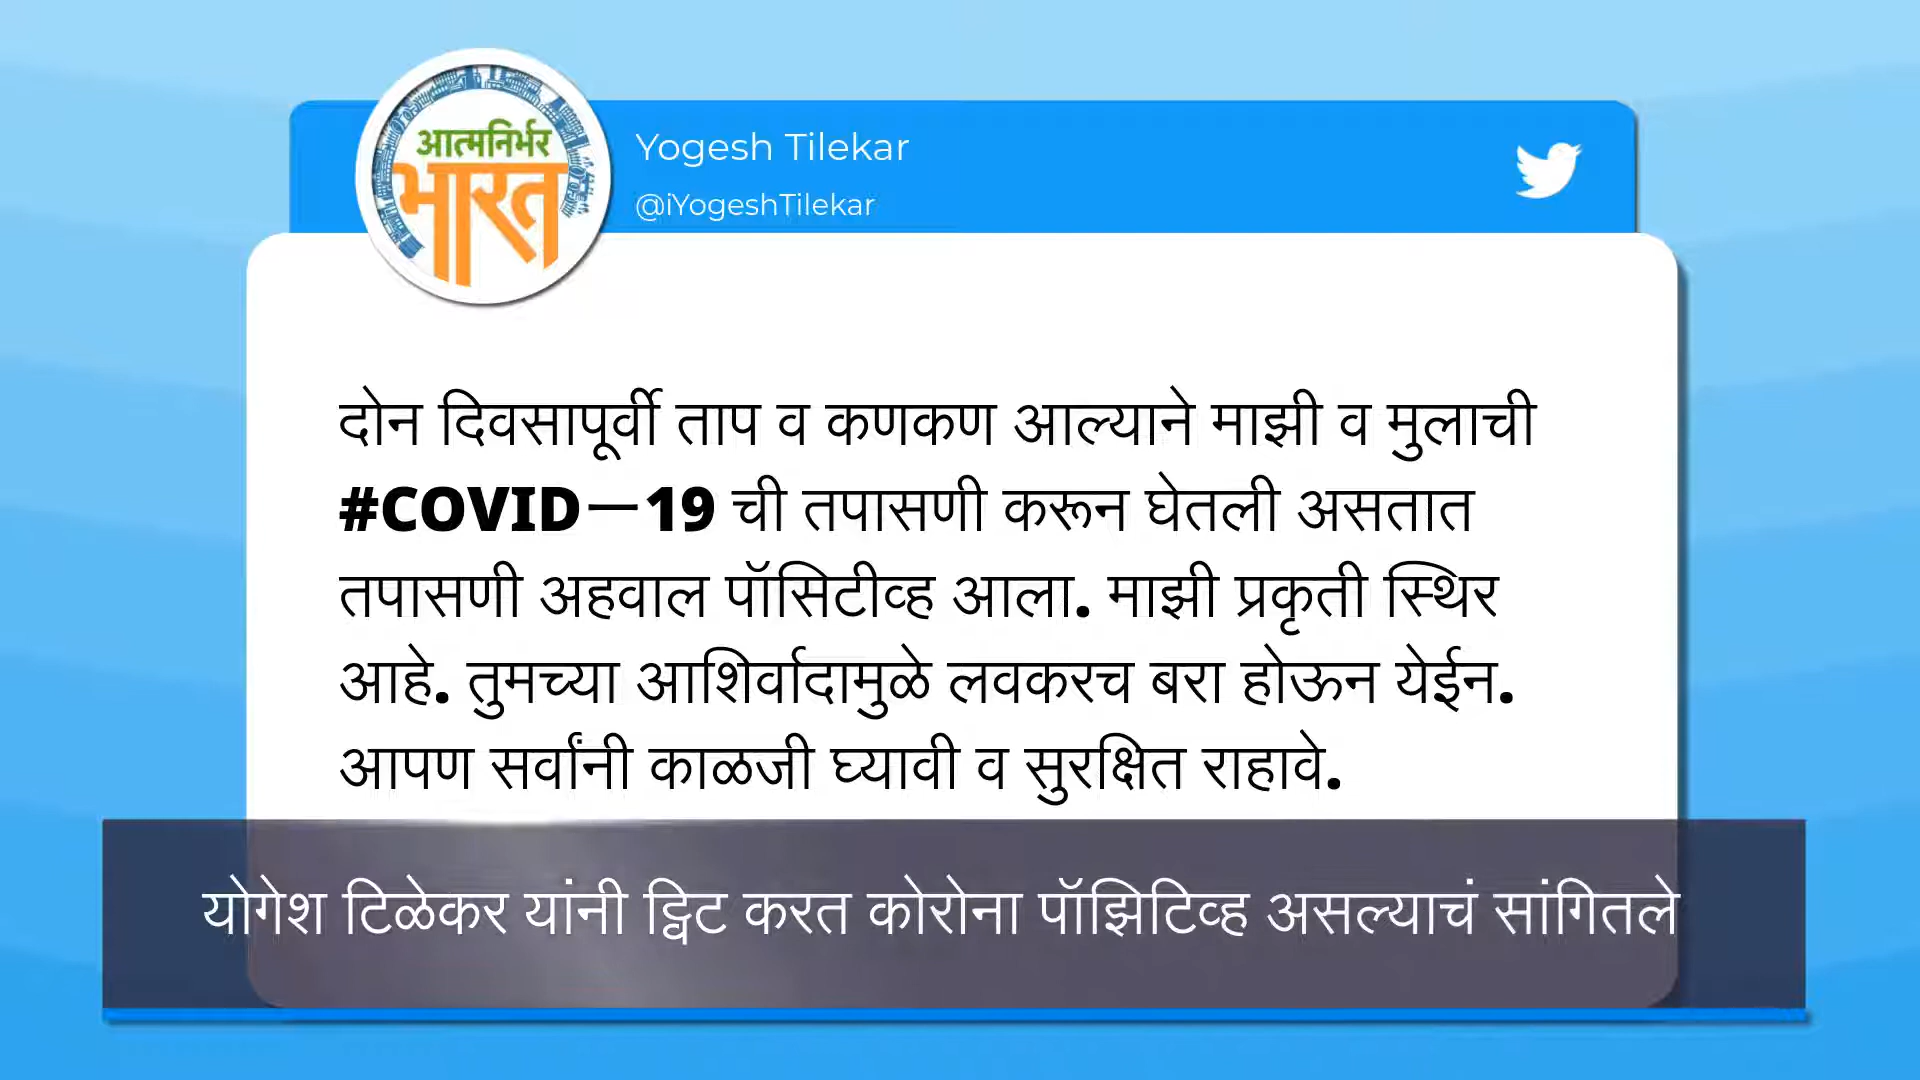 आत्मनिर्भर
भारत
Yogesh Tilekar
@iYogeshTilekar
दोन दिवसापूर्वी ताप व कणकण आल्याने माझी व मुलाची
#COVID—19 ची तपासणी करून घेतली असतात
तपासणी अहवाल पॉसिटीव्ह आला. माझी प्रकृती स्थिर
आहे. तुमच्या आशिर्वादामुळे लवकरच बरा होऊन येईन.
आपण सर्वांनी काळजी घ्यावी व सुरक्षित राहावे.
योगेश टिळेकर यांनी ट्विट करत कोरोना पॉझिटिव्ह असल्याचं सांगितले